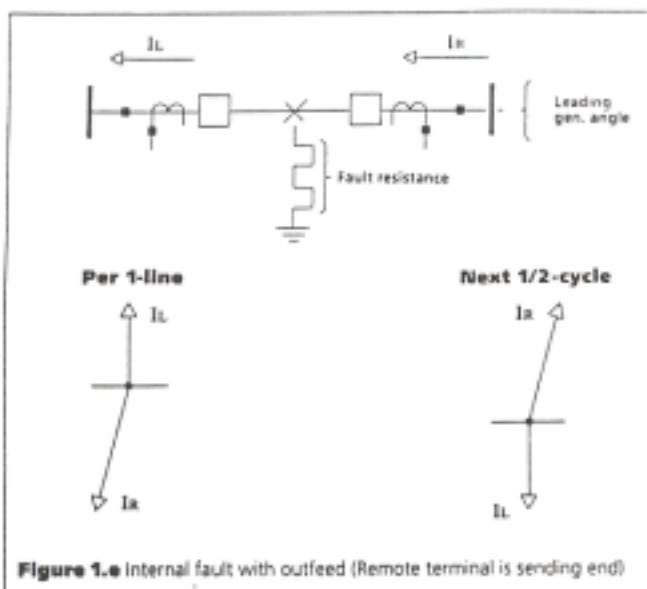 IL
IR
Leading
gen. angle
Fault resistance
Per 1-line
Next 1/2-cycle
IL
IR
IR
IL
Figure 1.e Internal fault with outfeed (Remote terminal is sending end)